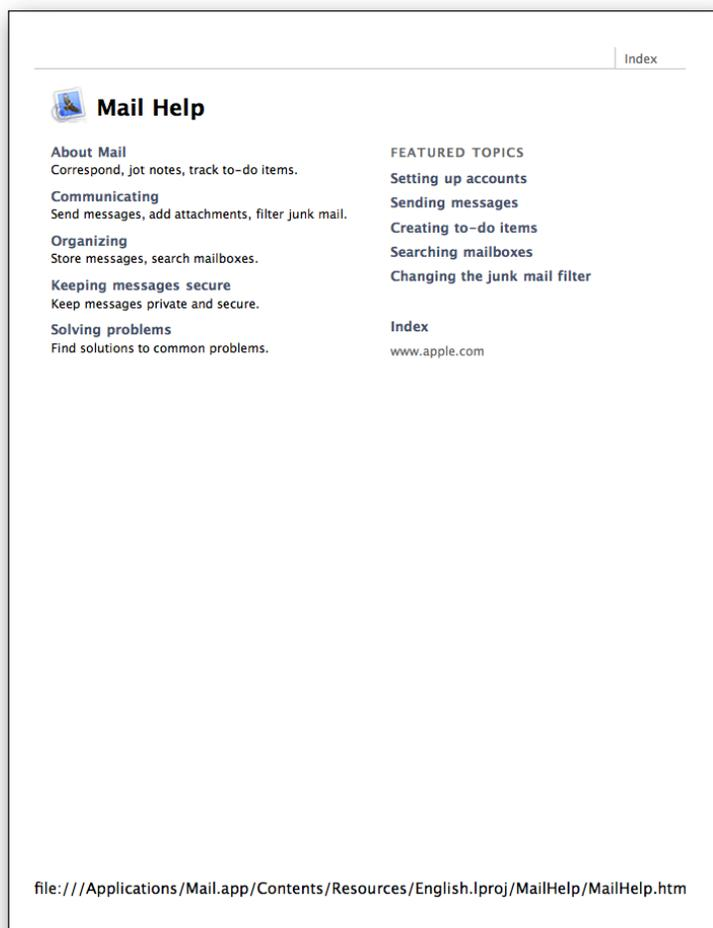 Index
Mail Help
About Mail
Correspond, jot notes, track to-do items.
Communicating
Send messages, add attachments, filter junk mail.
Organizing
Store messages, search mailboxes.
Keeping messages secure
Keep messages private and secure.
Solving problems
Find solutions to common problems.
FEATURED TOPICS
Setting up accounts
Sending messages
Creating to-do items
Searching mailboxes
Changing the junk mail filter
Index
www.apple.com
file:///Applications/Mail.app/Contents/Resources/English.lproj/MailHelp/MailHelp.htm